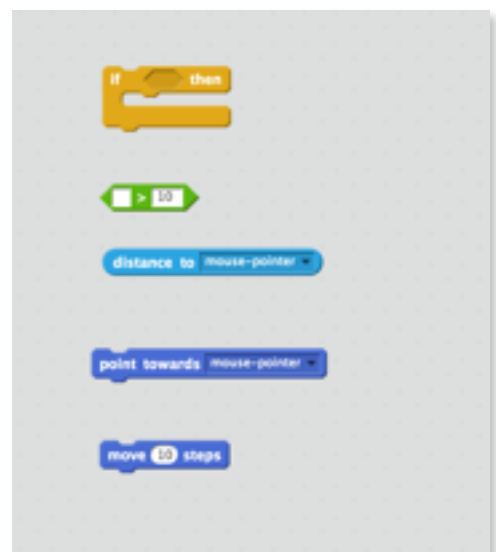 if then
> 10
distance to mouse-pointer
point towards mouse-pointer
move 10 steps